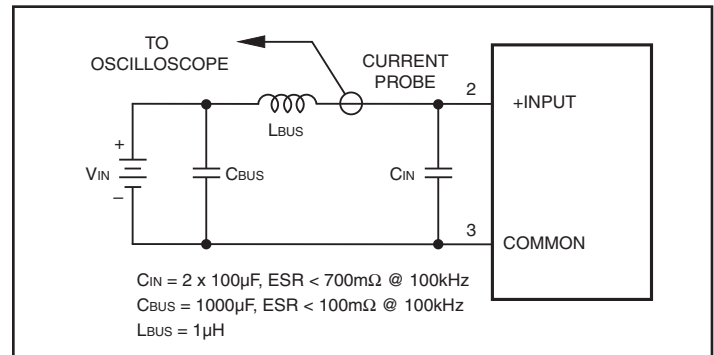 TO
OSCILLOSCOPE
CURRENT
PROBE
2
+INPUT
LBUS
+
VIN
–
CBUS
CIN
3
COMMON
CIN = 2 x 100µF, ESR < 700mΩ @ 100kHz
CBUS = 1000µF, ESR < 100mΩ @ 100kHz
LBUS = 1µH